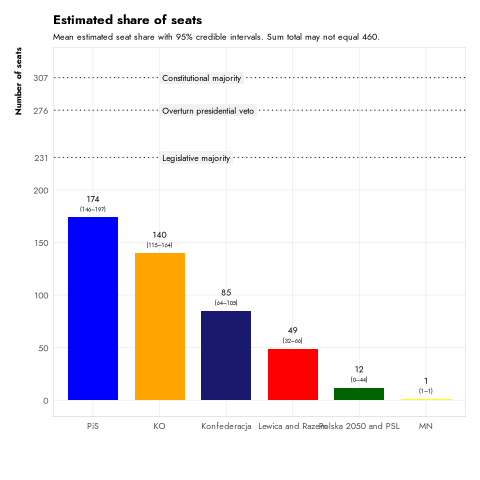 Estimated share of seats
Mean estimated seat share with 95% credible intervals. Sum total may not equal 460.
Number of seats
307
Constitutional majority
276
Overturn presidential veto
231
Legislative majority
200
150
100
50
0
174
(146–197)
140
(115–164)
85
(64–105)
49
(32–66)
12
(0–44)
1
(1–1)
PiS
KO
Konfederacja
Lewica and Razem
Polska 2050 and PSL
MN